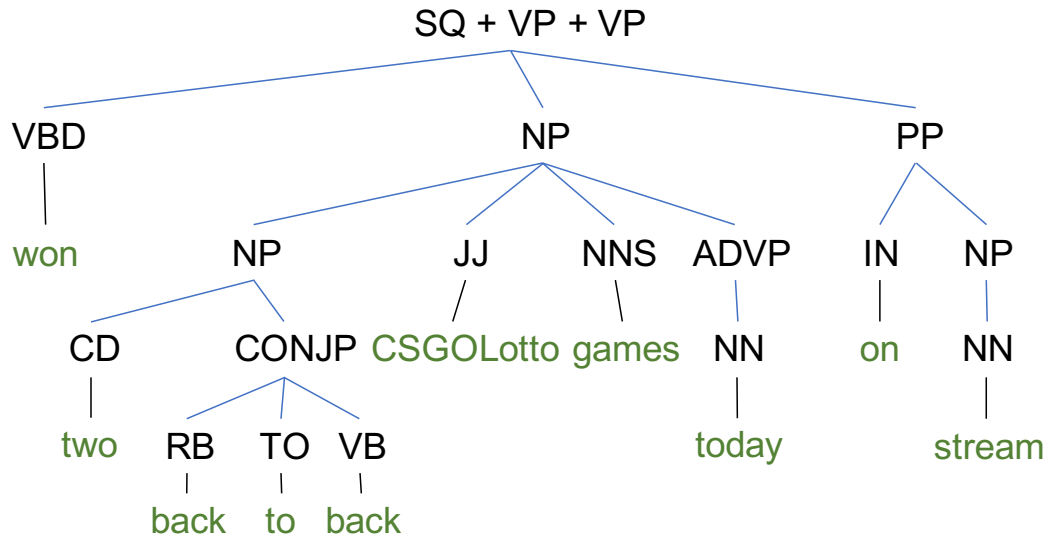 SQ + VP + VP
VBD NP PP
won NP JJ NNS ADVP IN NP
CD CONJP CSGOLotto games NN on NN
two RB TO VB today stream
back to back